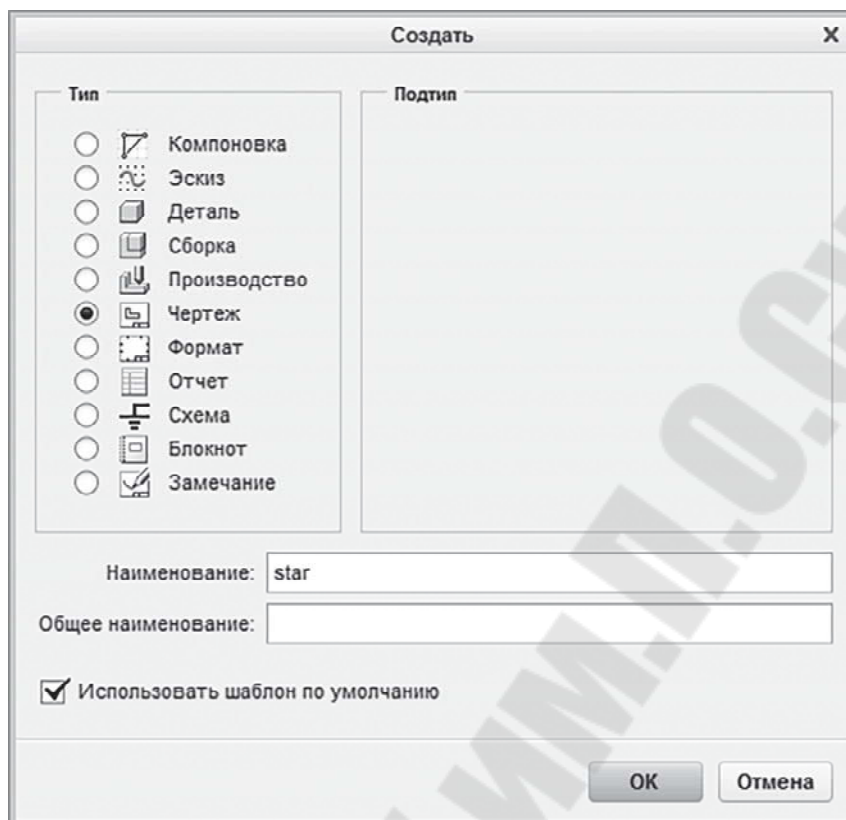 Создать
Тип
Подтип
Компоновка
Эскиз
Деталь
Сборка
Производство
Чертеж
Формат
Отчет
Схема
Блокнот
Замечание
Наименование: star
Общее наименование:
Использовать шаблон по умолчанию
OK
Отмена
ИМ.П.О.